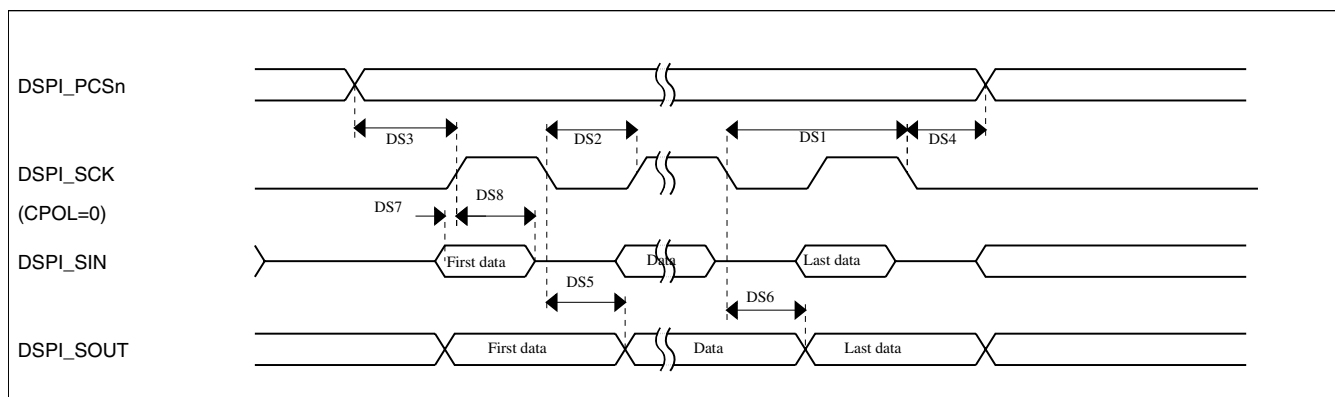 DSPI_PCSn
DS3
DS2
DS1
DS4
DSPI_SCK
(CPOL=0)
DS7
DS8
DSPI_SIN
First data
Data
Last data
DS5
DS6
DSPI_SOUT
First data
Data
Last data